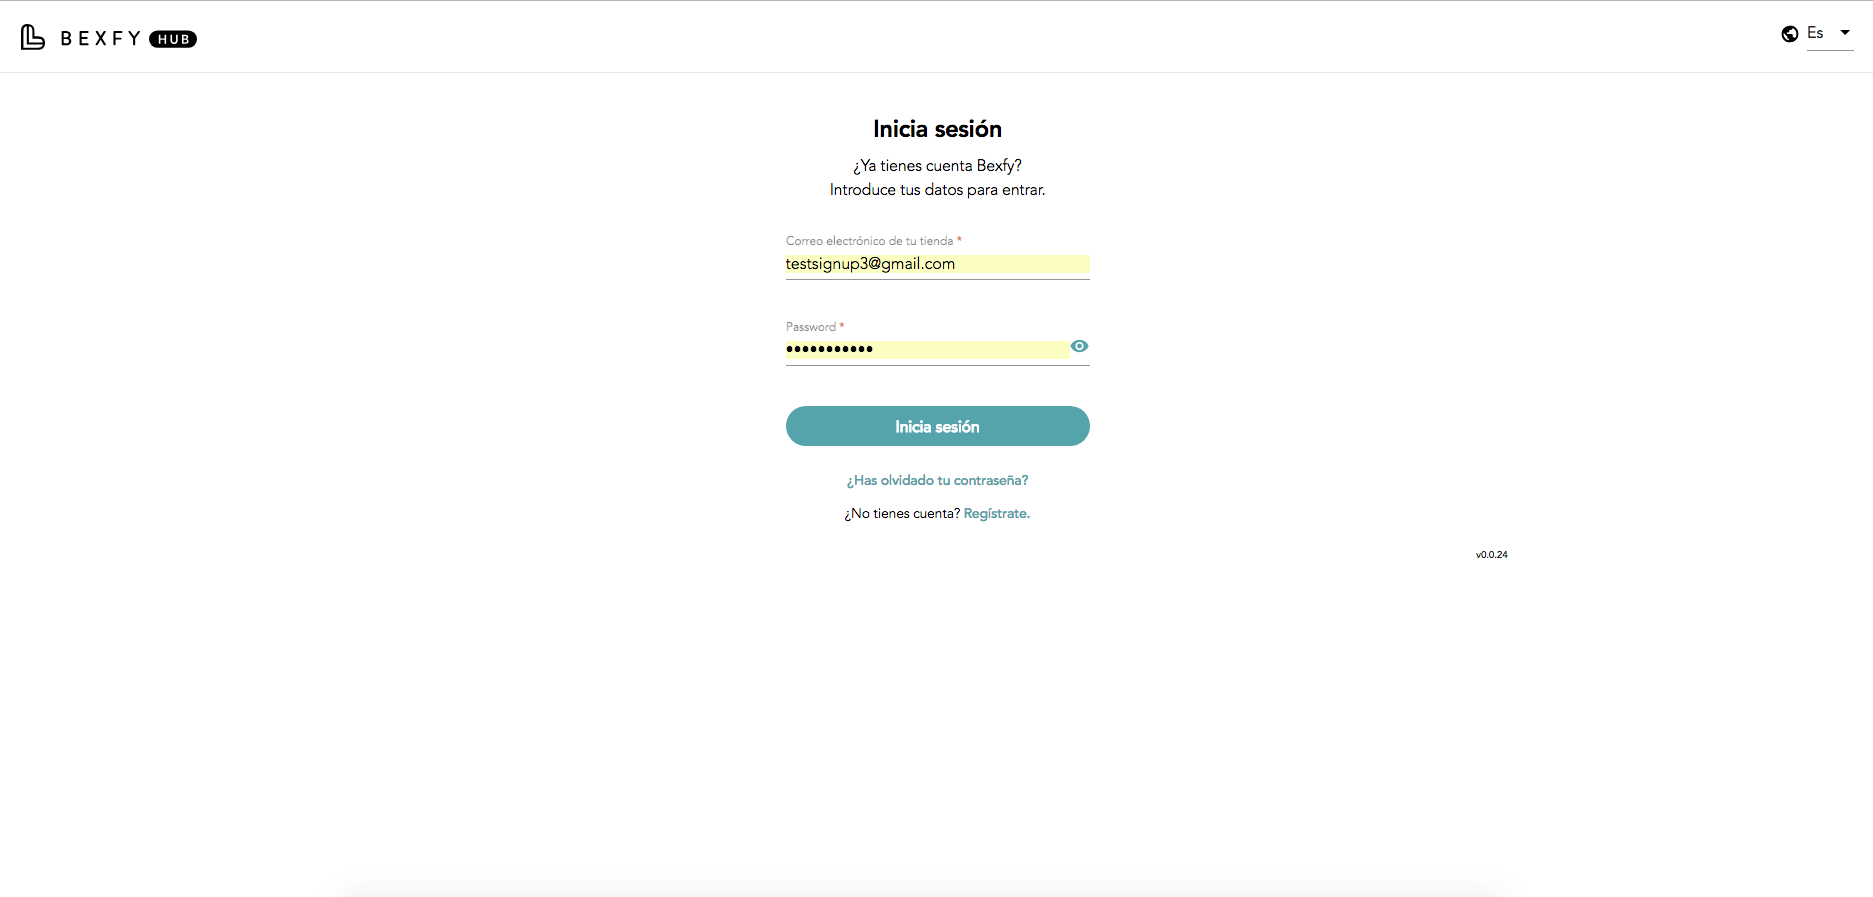 BEXFY HUB
Es
Inicia sesión
¿Ya tienes cuenta Bexfy?
Introduce tus datos para entrar.
Correo electrónico de tu tienda *
testsignup3@gmail.com
Password *
•••••••••••
Inicia sesión
¿Has olvidado tu contraseña?
¿No tienes cuenta? Regístrate.
v0.0.24